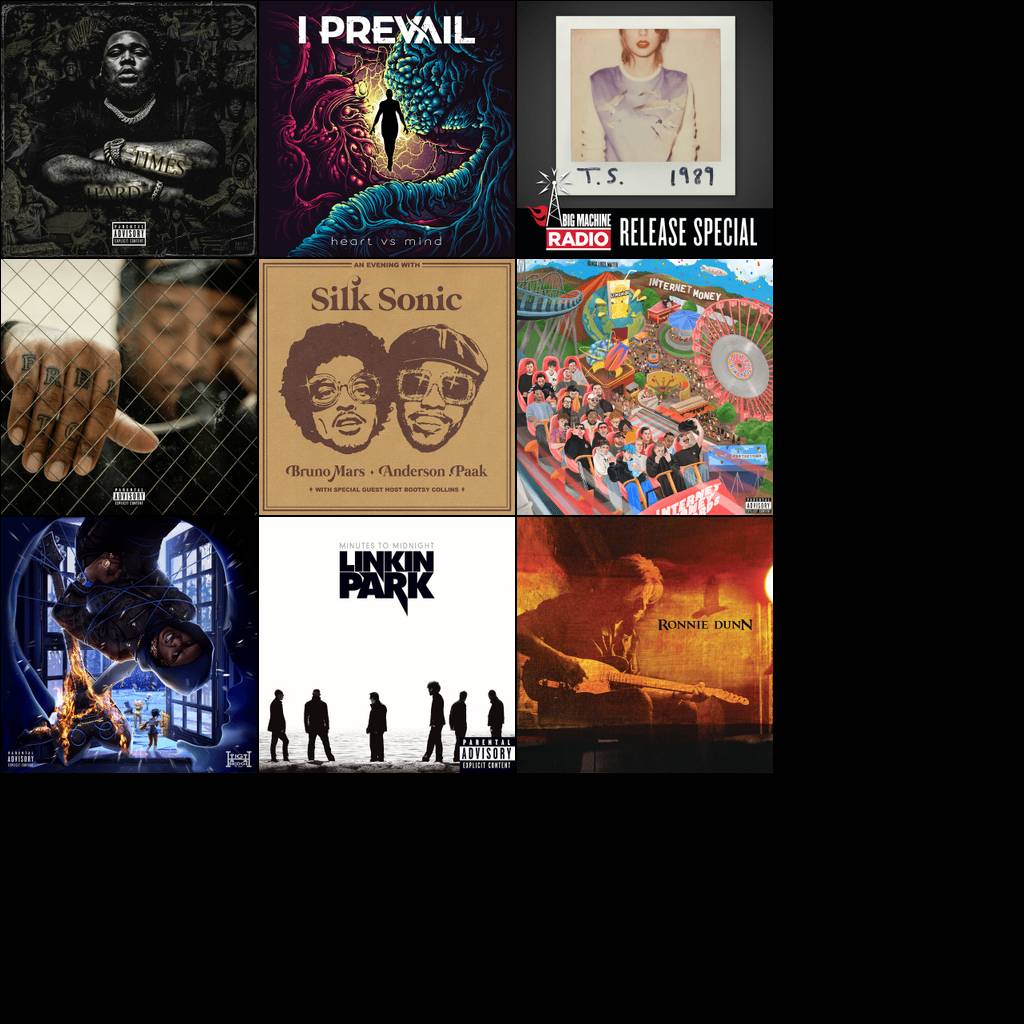 TIMES
HARD
PARENTAL
ADVISORY
EXPLICIT CONTENT
I PREVAIL
heart vs mind
T.S. 1989
BIG MACHINE
RADIO
RELEASE SPECIAL
PARENTAL
ADVISORY
EXPLICIT CONTENT
AN EVENING WITH
Silk Sonic
Bruno Mars + Anderson .Paak
WITH SPECIAL GUEST HOST BOOTSY COLLINS
INTERNET MONEY
INTERNET
PARENTAL
ADVISORY
EXPLICIT CONTENT
PARENTAL
ADVISORY
EXPLICIT CONTENT
MINUTES TO MIDNIGHT
LINKIN
PARK
PARENTAL
ADVISORY
EXPLICIT CONTENT
RONNIE DUNN